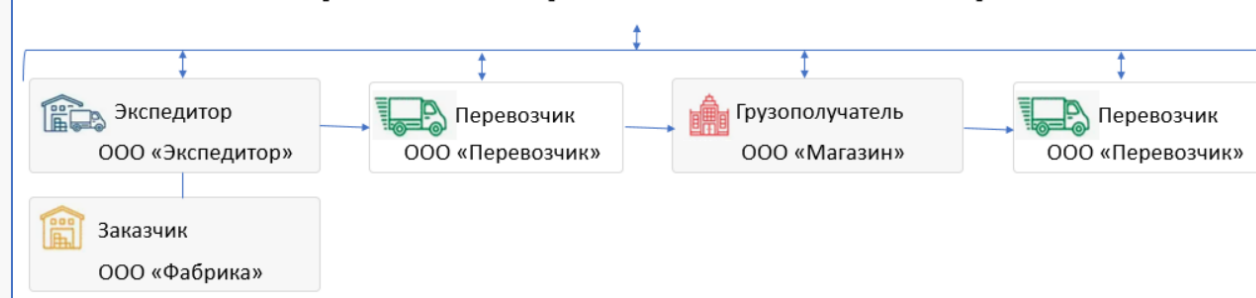 Экспедитор
ООО «Экспедитор»
Перевозчик
ООО «Перевозчик»
Грузополучатель
ООО «Магазин»
Перевозчик
ООО «Перевозчик»
Заказчик
ООО «Фабрика»